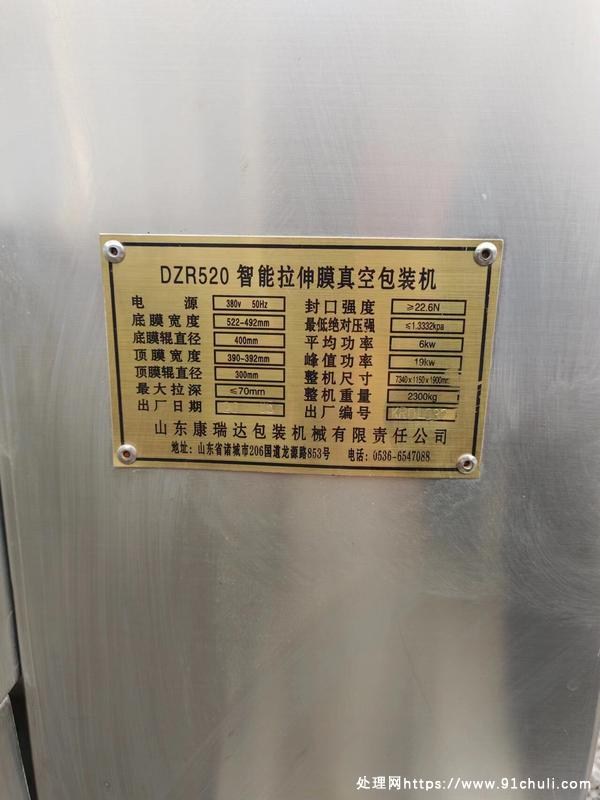 DZR520 智能拉伸膜真空包装机
电源 380v 50Hz 封口强度 ≥22.6N
底膜宽度 522-492mm 最低绝对压强 ≤1.3332kpa
底膜辊直径 400mm 平均功率 6kw
顶膜宽度 390-392mm 峰值功率 19kw
顶膜辊直径 300mm 整机尺寸 7340x1150x1900mm
最大拉深 ≤70mm 整机重量 2300kg
出厂日期 出厂编号
山东康瑞达包装机械有限责任公司
地址：山东省诸城市206国道龙源路853号 电话：0536-6547088
处理网https://www.91chuli.com